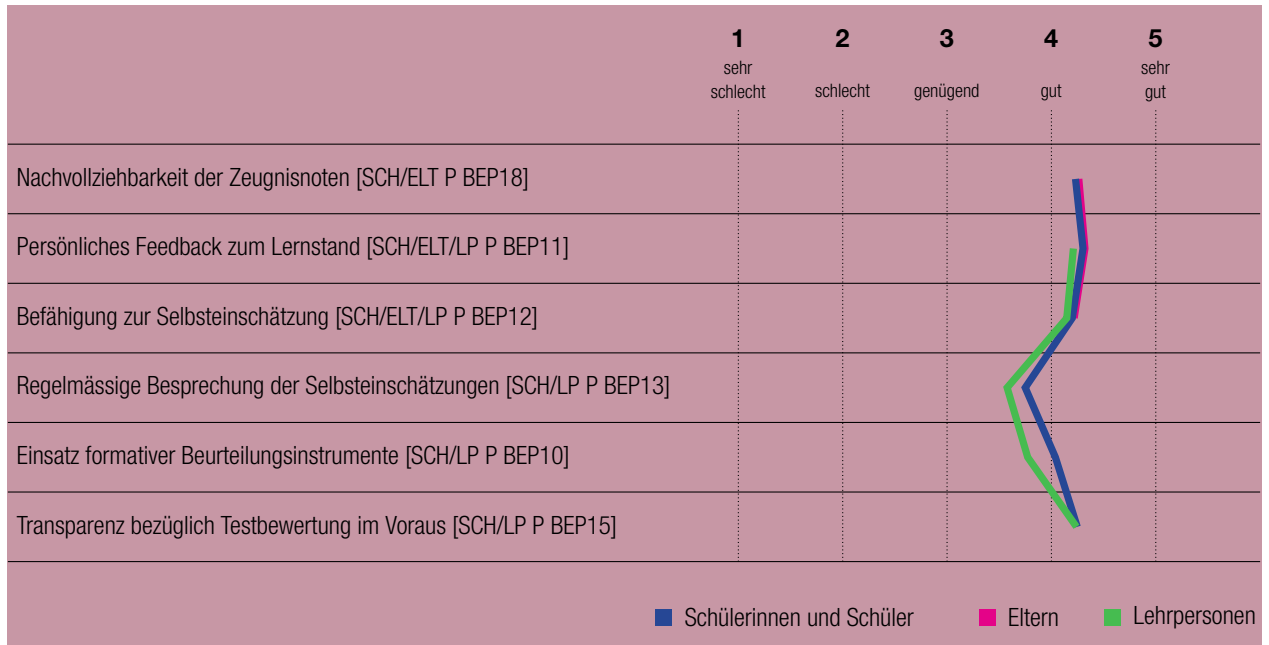 1 2 3 4 5
sehr schlecht schlecht genügend gut sehr gut
Nachvollziehbarkeit der Zeugnisnoten [SCH/ELT P BEP18]
Persönliches Feedback zum Lernstand [SCH/ELT/LP P BEP11]
Befähigung zur Selbsteinschätzung [SCH/ELT/LP P BEP12]
Regelmässige Besprechung der Selbsteinschätzungen [SCH/LP P BEP13]
Einsatz formativer Beurteilungsinstrumente [SCH/LP P BEP10]
Transparenz bezüglich Testbewertung im Voraus [SCH/LP P BEP15]
Schülerinnen und Schüler Eltern Lehrpersonen